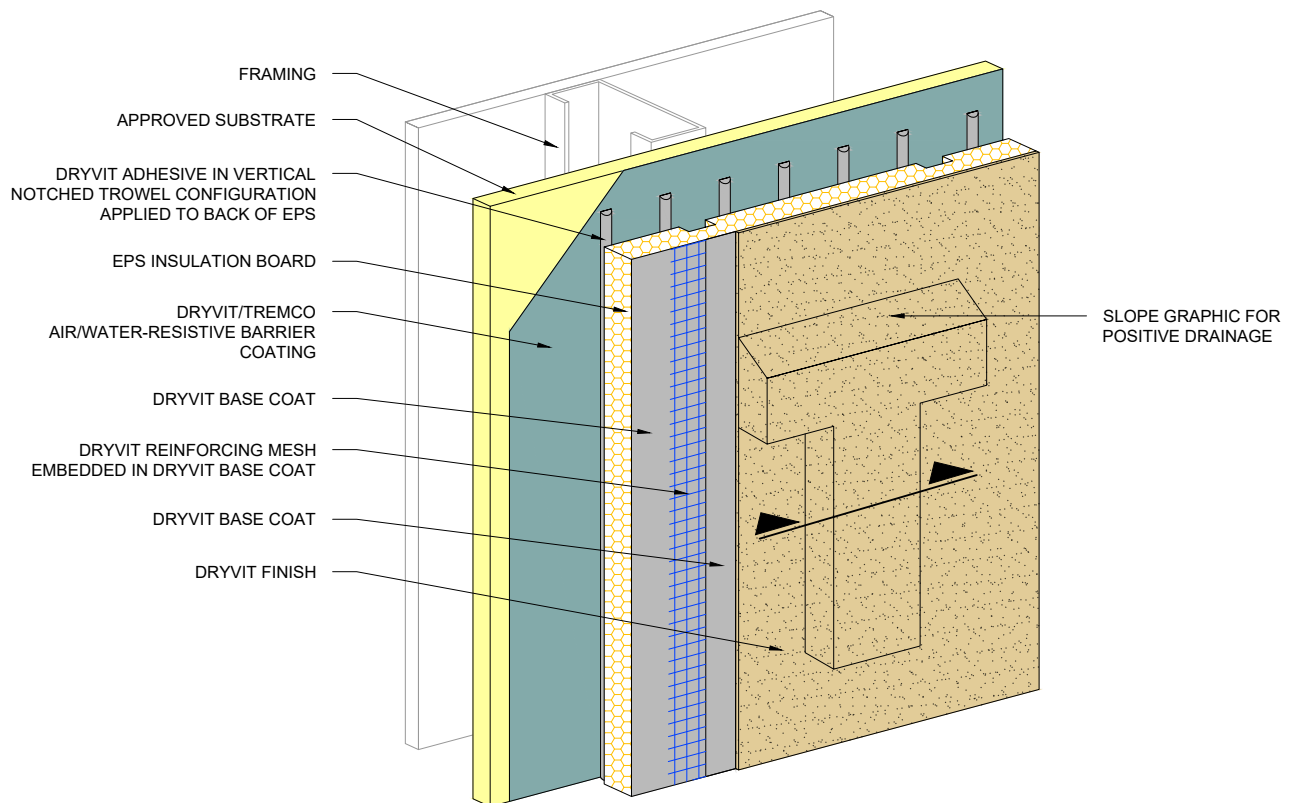 FRAMING
APPROVED SUBSTRATE
DRYVIT ADHESIVE IN VERTICAL
NOTCHED TROWEL CONFIGURATION
APPLIED TO BACK OF EPS
EPS INSULATION BOARD
DRYVIT/TREMCO
AIR/WATER-RESISTIVE BARRIER
COATING
DRYVIT BASE COAT
DRYVIT REINFORCING MESH
EMBEDDED IN DRYVIT BASE COAT
DRYVIT BASE COAT
DRYVIT FINISH
SLOPE GRAPHIC FOR
POSITIVE DRAINAGE